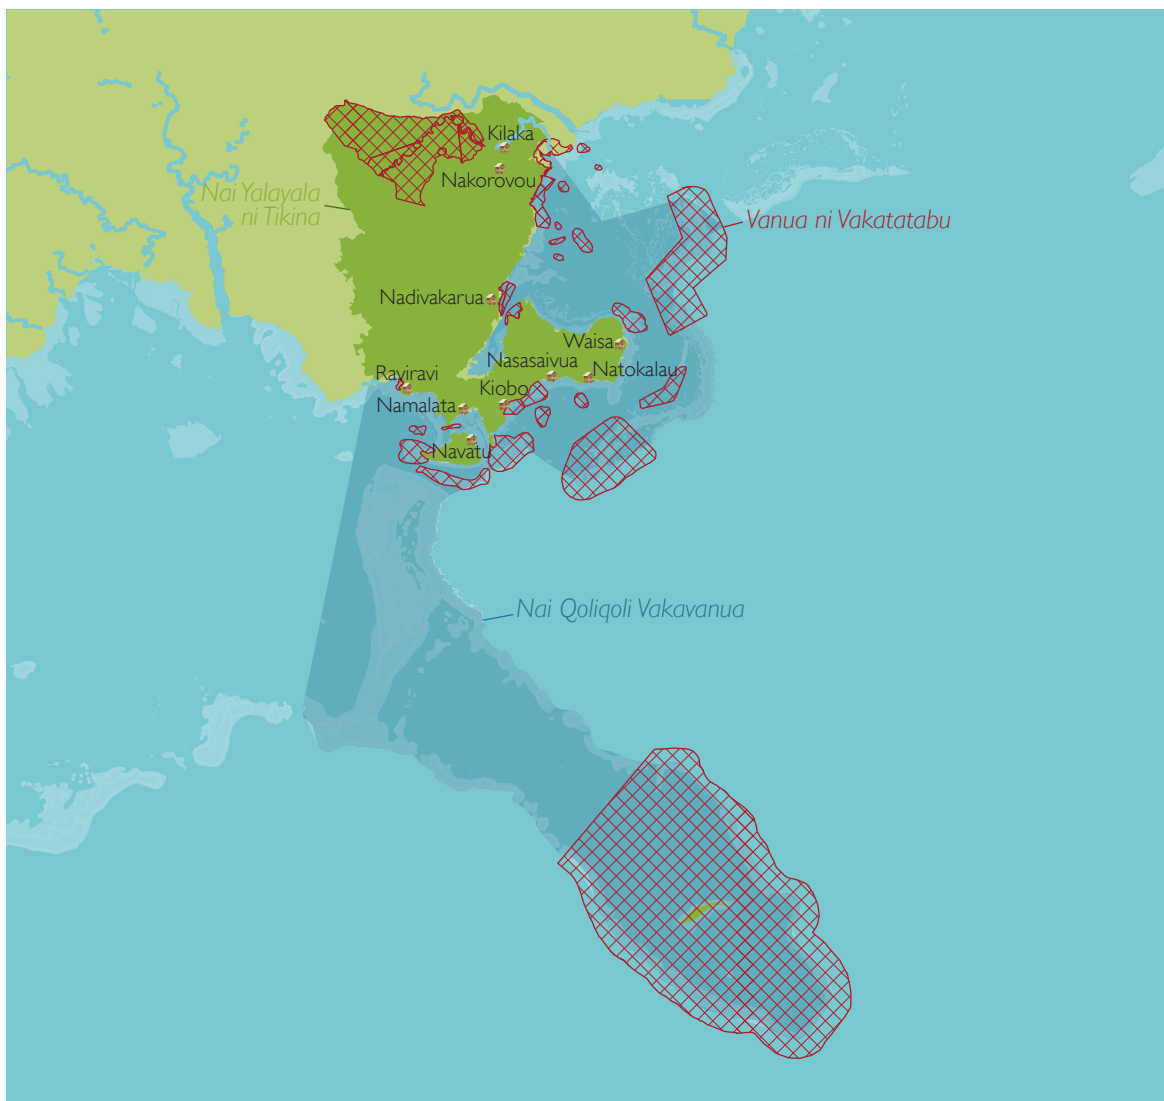 Kilaka
Nakorovou
Nai Yalayala
ni Tikina
Vanua ni Vakatatabu
Nadivakarua
Waisa
Nasasaivua
Natokalau
Raviravi
Kiobo
Namalata
Navatu
Nai Qoliqoli Vakavanua